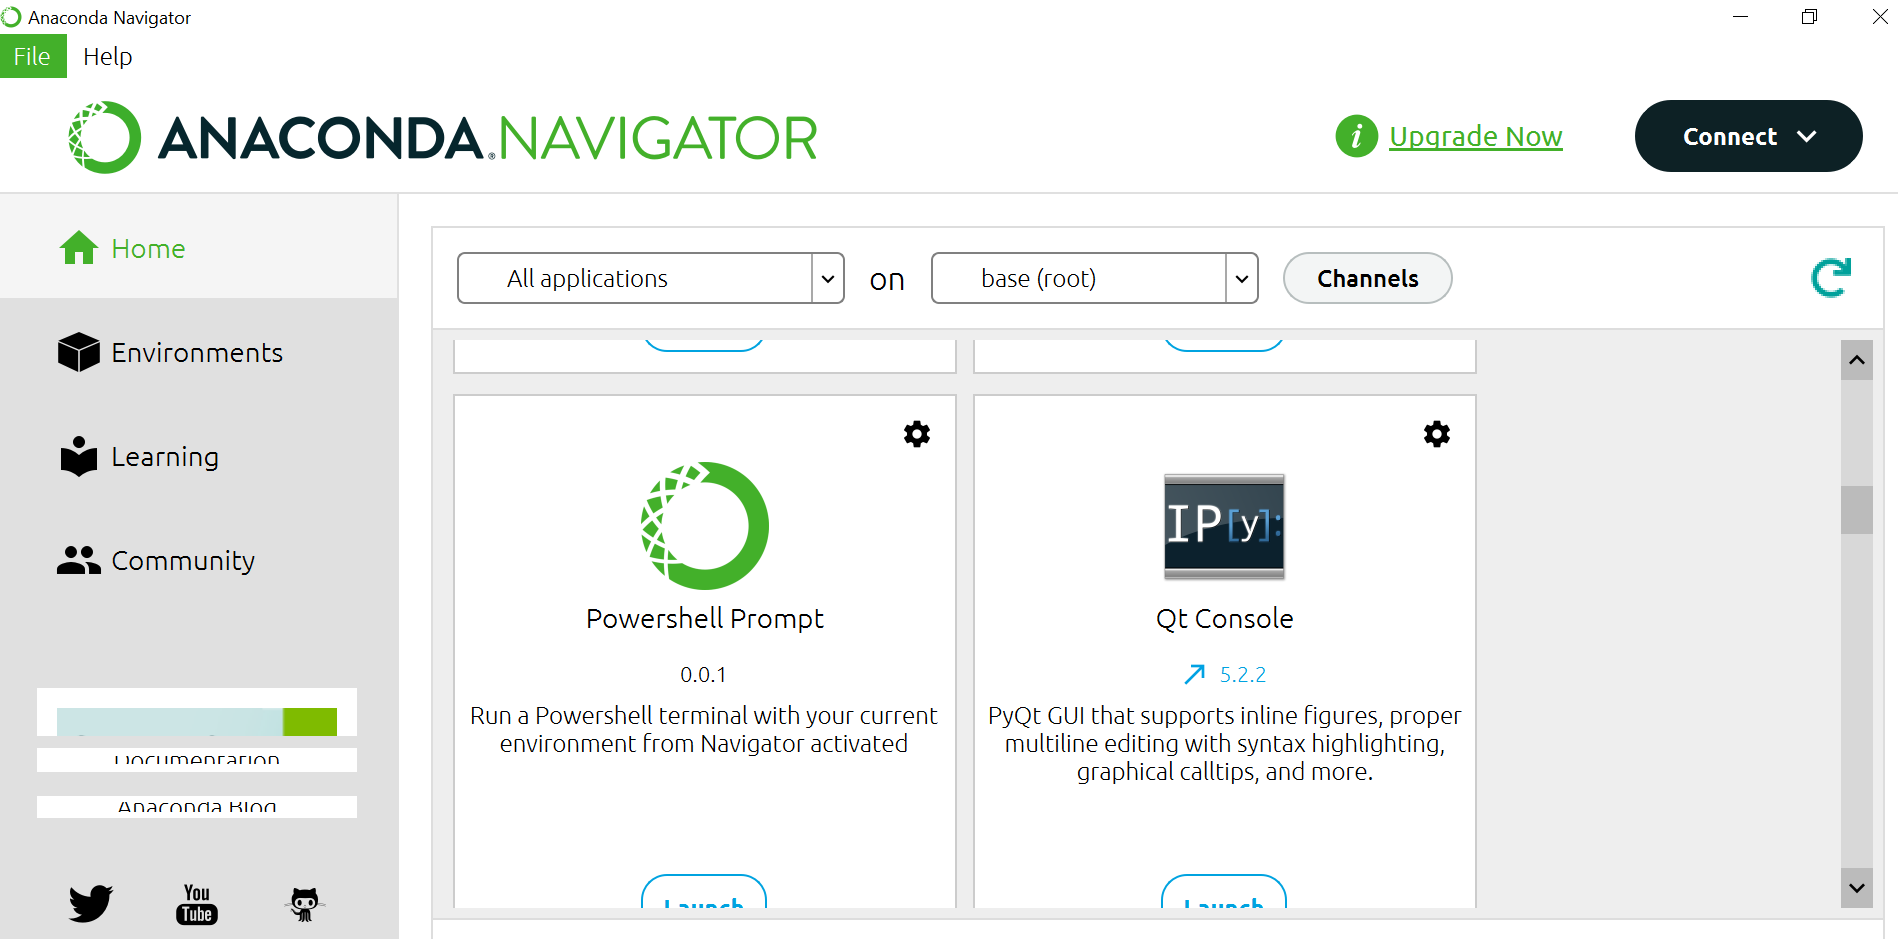 Anaconda Navigator
File Help
ANACONDA.NAVIGATOR
i Upgrade Now
Connect
Home
All applications on base (root) Channels
Environments
Learning
Community
Powershell Prompt
0.0.1
Run a Powershell terminal with your current
environment from Navigator activated
Launch
IP[y]:
Qt Console
5.2.2
PyQt GUI that supports inline figures, proper
multiline editing with syntax highlighting,
graphical calltips, and more.
Launch
Documentation
Anaconda Blog
You
Tube